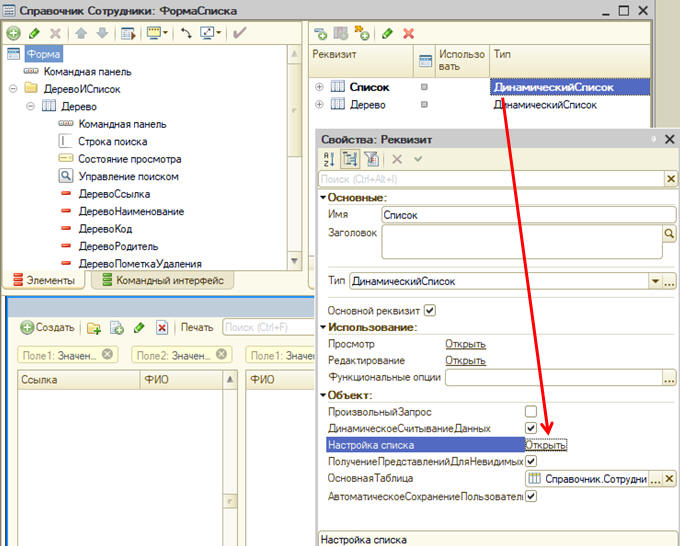 Справочник Сотрудники: ФормаСписка
Форма
Командная панель
ДеревоИСписок
Дерево
Командная панель
Строка поиска
Состояние просмотра
Управление поиском
ДеревоСсылка
ДеревоНаименование
ДеревоКод
ДеревоРодитель
ДеревоПометкаУдаления
Элементы
Командный интерфейс
Реквизит
Использо
вать
Тип
Список
ДинамическийСписок
Дерево
ДинамическийСписок
Создать
Печать
Поиск (Ctrl+F)
Поле1: Значен...
Поле2: Значен...
Поле1: Значен
Ссылка
ФИО
ФИО
Свойства: Реквизит
Поиск (Ctrl+Alt+I)
Основные:
Имя
Список
Заголовок
Тип
ДинамическийСписок
Основной реквизит
Использование:
Просмотр
Открыть
Редактирование
Открыть
Функциональные опции
Объект:
ПроизвольныйЗапрос
ДинамическоеСчитываниеДанных
Настройка списка
Открыть
ПолучениеПредставленийДляНевидимых
ОсновнаяТаблица
Справочник.Сотрудни
АвтоматическоеСохранениеПользовател
Настройка списка